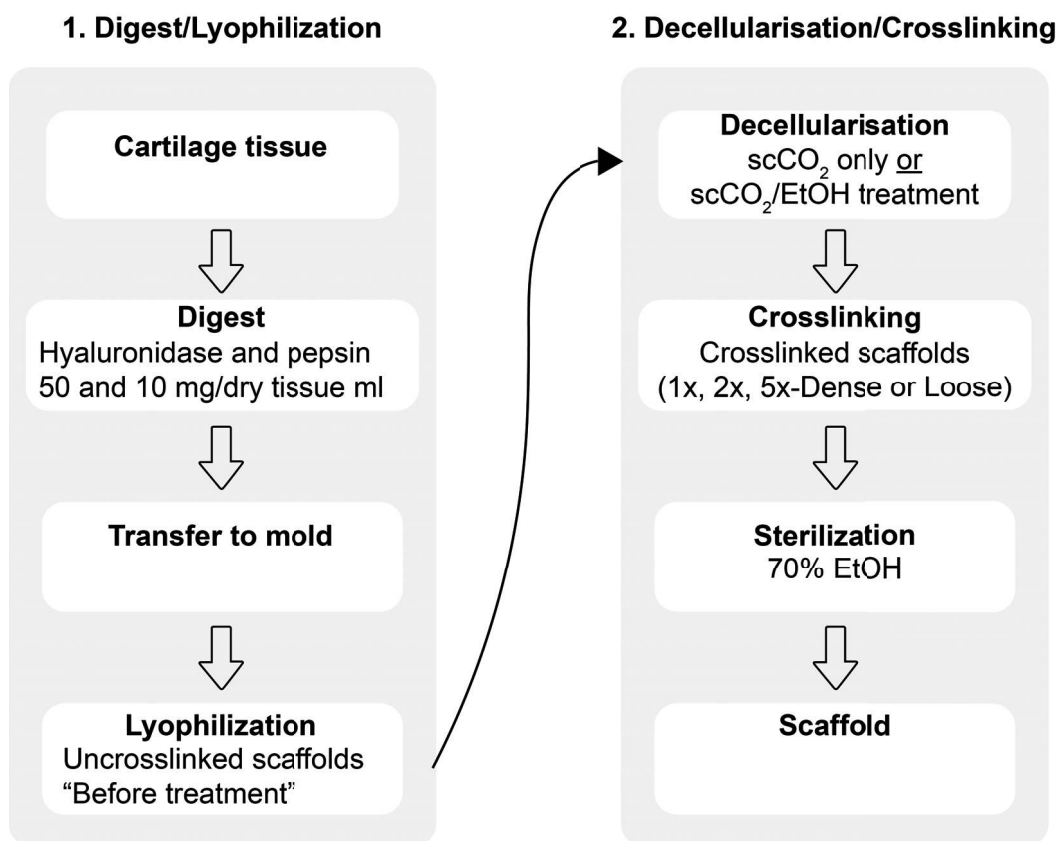 1. Digest/Lyophilization
Cartilage tissue
Digest
Hyaluronidase and pepsin
50 and 10 mg/dry tissue ml
Transfer to mold
Lyophilization
Uncrosslinked scaffolds
“Before treatment”
2. Decellularisation/Crosslinking
Decellularisation
scCO₂ only or
scCO₂/EtOH treatment
Crosslinking
Crosslinked scaffolds
(1x, 2x, 5x-Dense or Loose)
Sterilization
70% EtOH
Scaffold